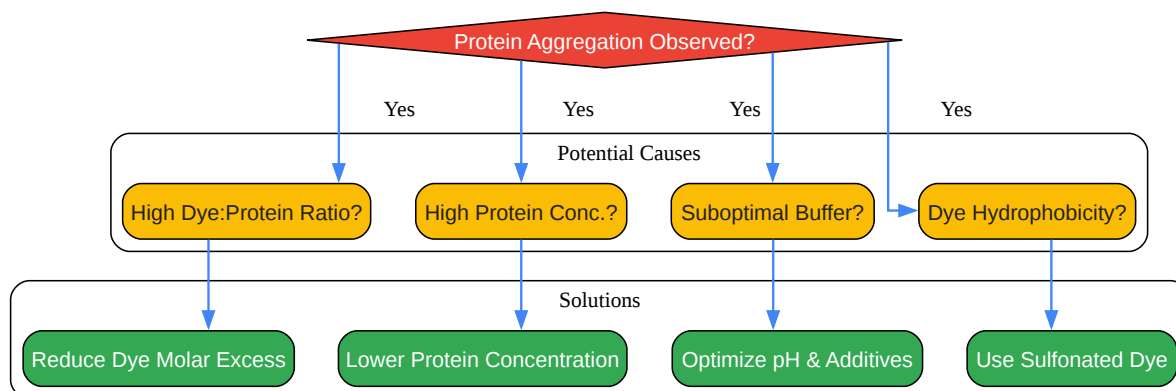 Protein Aggregation Observed?
Yes
Yes
Yes
Yes
Potential Causes
High Dye:Protein Ratio?
High Protein Conc.?
Suboptimal Buffer?
Dye Hydrophobicity?
Solutions
Reduce Dye Molar Excess
Lower Protein Concentration
Optimize pH & Additives
Use Sulfonated Dye